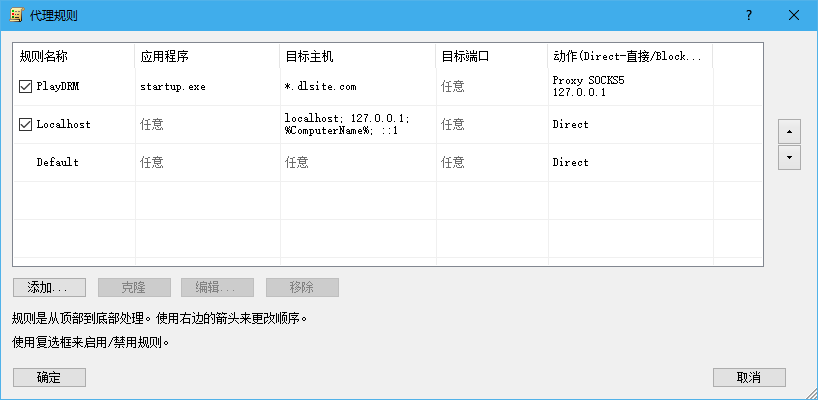 代理规则
?
规则名称 应用程序 目标主机 目标端口 动作(Direct-直接/Block...
PlayDRM startup.exe *.dlsite.com 任意 Proxy SOCKS5
127.0.0.1
Localhost 任意 localhost; 127.0.0.1; 任意 Direct
%ComputerName%; ::1
Default 任意 任意 任意 Direct
添加... 克隆 编辑... 移除
规则是从顶部到底部处理。使用右边的箭头来更改顺序。
使用复选框来启用/禁用规则。
确定 取消